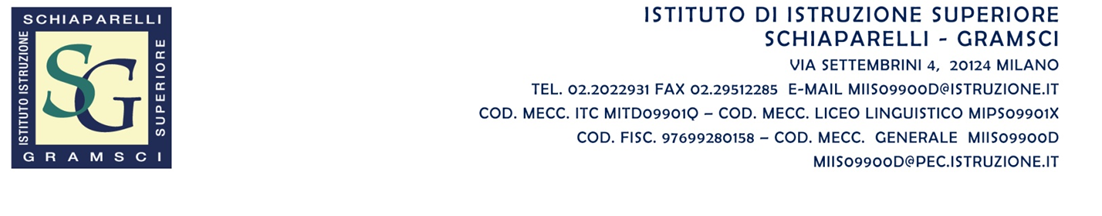 SCHIAPARELLI
ISTITUTO ISTRUZIONE
SG
SUPERIORE
GRAMSCI
ISTITUTO DI ISTRUZIONE SUPERIORE
SCHIAPARELLI - GRAMSCI
VIA SETTEMBRINI 4, 20124 MILANO
TEL. 02.2022931 FAX 02.29512285 E-MAIL MIIS09900D@ISTRUZIONE.IT
COD. MECC. ITC MITD09901Q – COD. MECC. LICEO LINGUISTICO MIPS09901X
COD. FISC. 97699280158 – COD. MECC. GENERALE MIIS09900D
MIIS09900D@PEC.ISTRUZIONE.IT